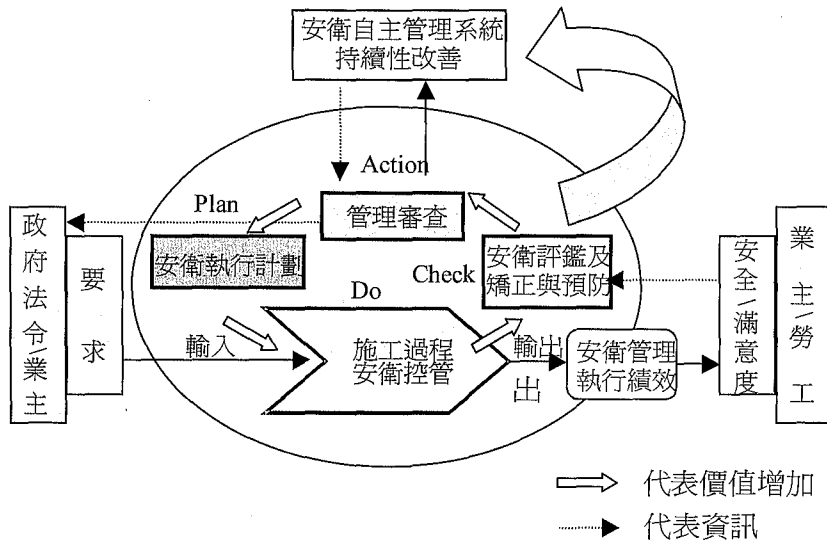 安衛自主管理系統
持續性改善
Action
Plan
管理審查
政府法令/業主
要求
安衛執行計劃
Check
安衛評鑑及
矯正與預防
安全/滿意度
業主/勞工
Do
輸入
施工過程
安衛控管
輸出
出
安衛管理
執行績效
代表價值增加
代表資訊